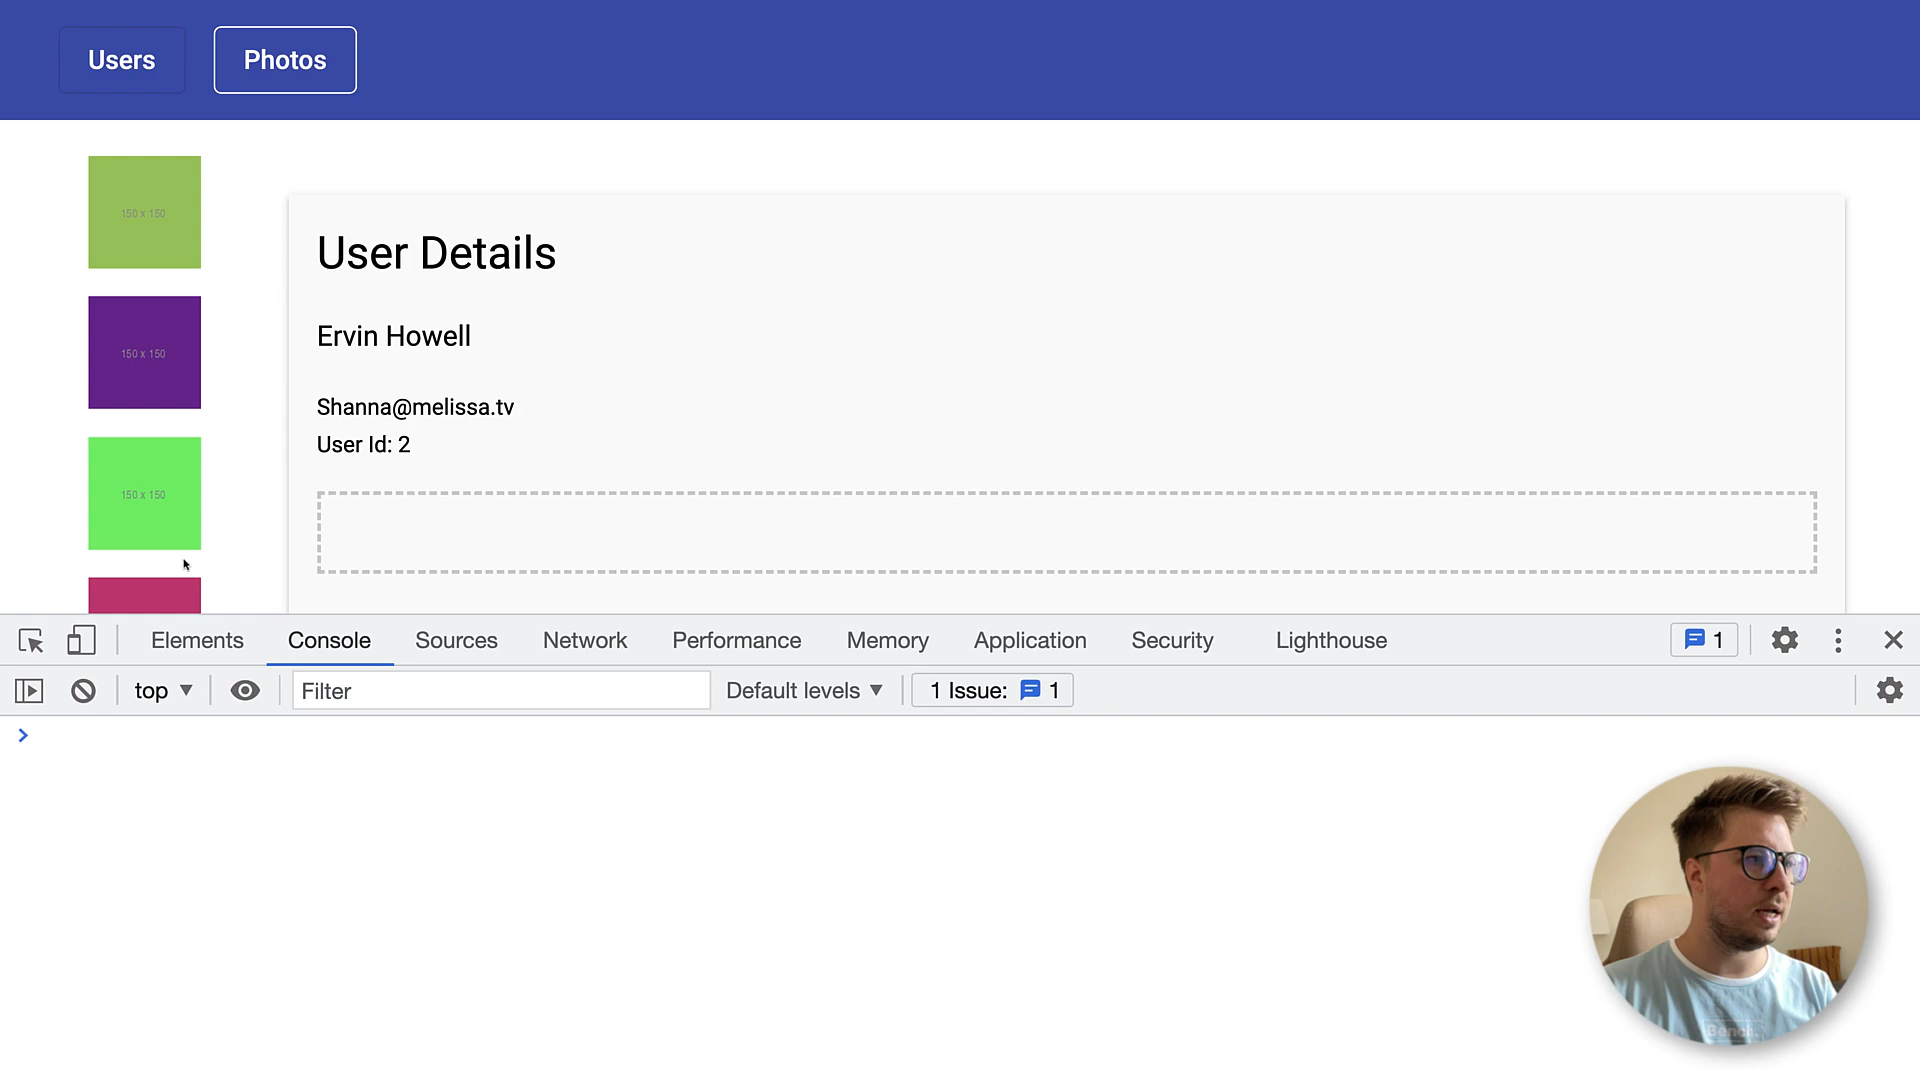 Users Photos
150 x 150
150 x 150
150 x 150
User Details
Ervin Howell
Shanna@melissa.tv
User Id: 2
Elements Console Sources Network Performance Memory Application Security Lighthouse 1
top Filter Default levels 1 Issue: 1
Bench.